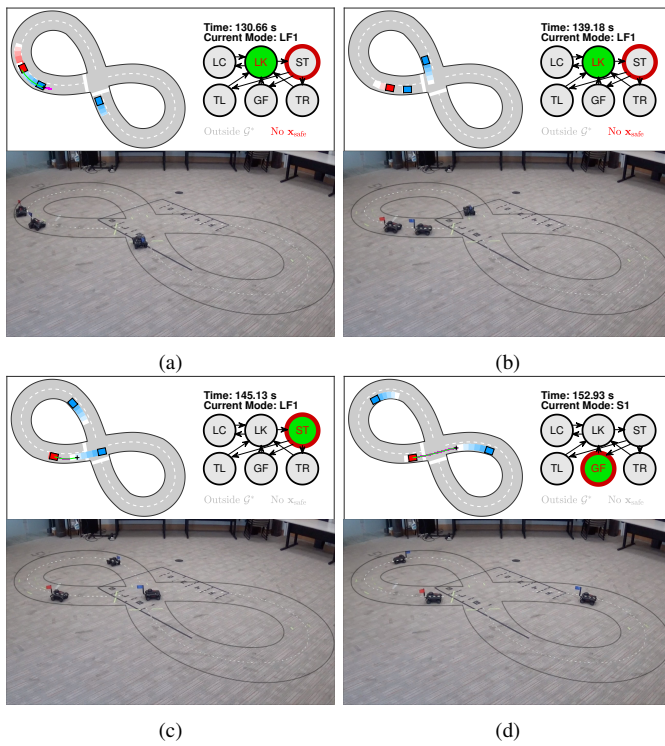 Time: 130.66 s
Current Mode: LF1
LC LK ST
TL GF TR
Outside 𝒢* No x_safe
(a)
Time: 139.18 s
Current Mode: LF1
LC LK ST
TL GF TR
Outside 𝒢* No x_safe
(b)
Time: 145.13 s
Current Mode: LF1
LC LK ST
TL GF TR
Outside 𝒢* No x_safe
(c)
Time: 152.93 s
Current Mode: S1
LC LK ST
TL GF TR
Outside 𝒢* No x_safe
(d)